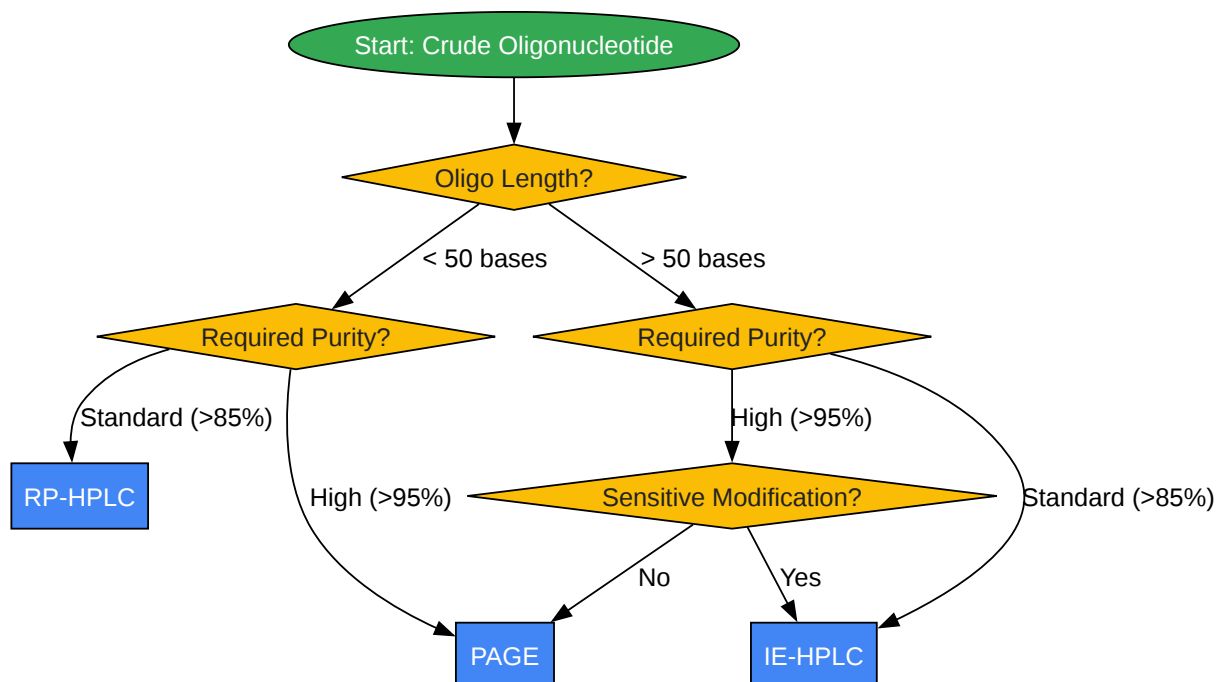 Start: Crude Oligonucleotide
Oligo Length?
< 50 bases
> 50 bases
Required Purity?
Required Purity?
Standard (>85%)
High (>95%)
RP-HPLC
High (>95%)
Sensitive Modification?
Standard (>85%)
No
Yes
PAGE
IE-HPLC